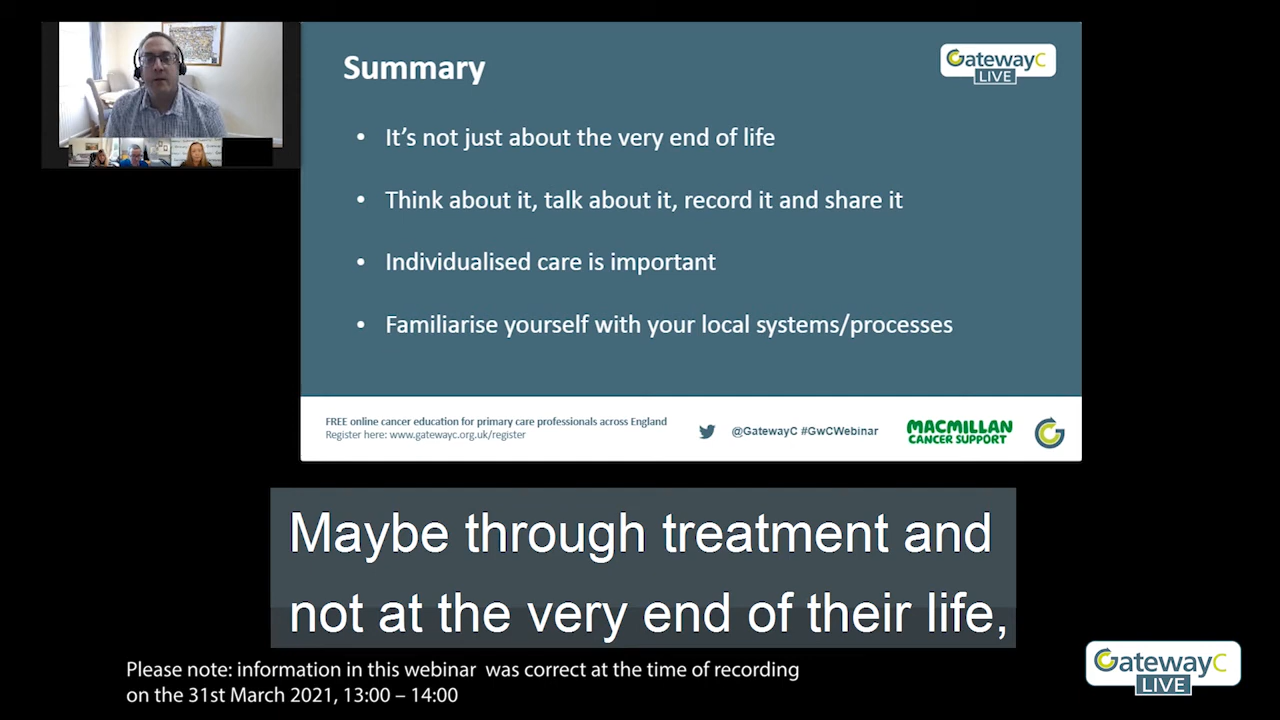 Summary
GatewayC
LIVE
• It's not just about the very end of life
• Think about it, talk about it, record it and share it
• Individualised care is important
• Familiarise yourself with your local systems/processes
FREE online cancer education for primary care professionals across England
Register here: www.gatewayc.org.uk/register
@GatewayC #GwCWebinar
MACMILLAN
CANCER SUPPORT
Maybe through treatment and
not at the very end of their life,
Please note: information in this webinar was correct at the time of recording
on the 31st March 2021, 13:00 – 14:00
GatewayC
LIVE